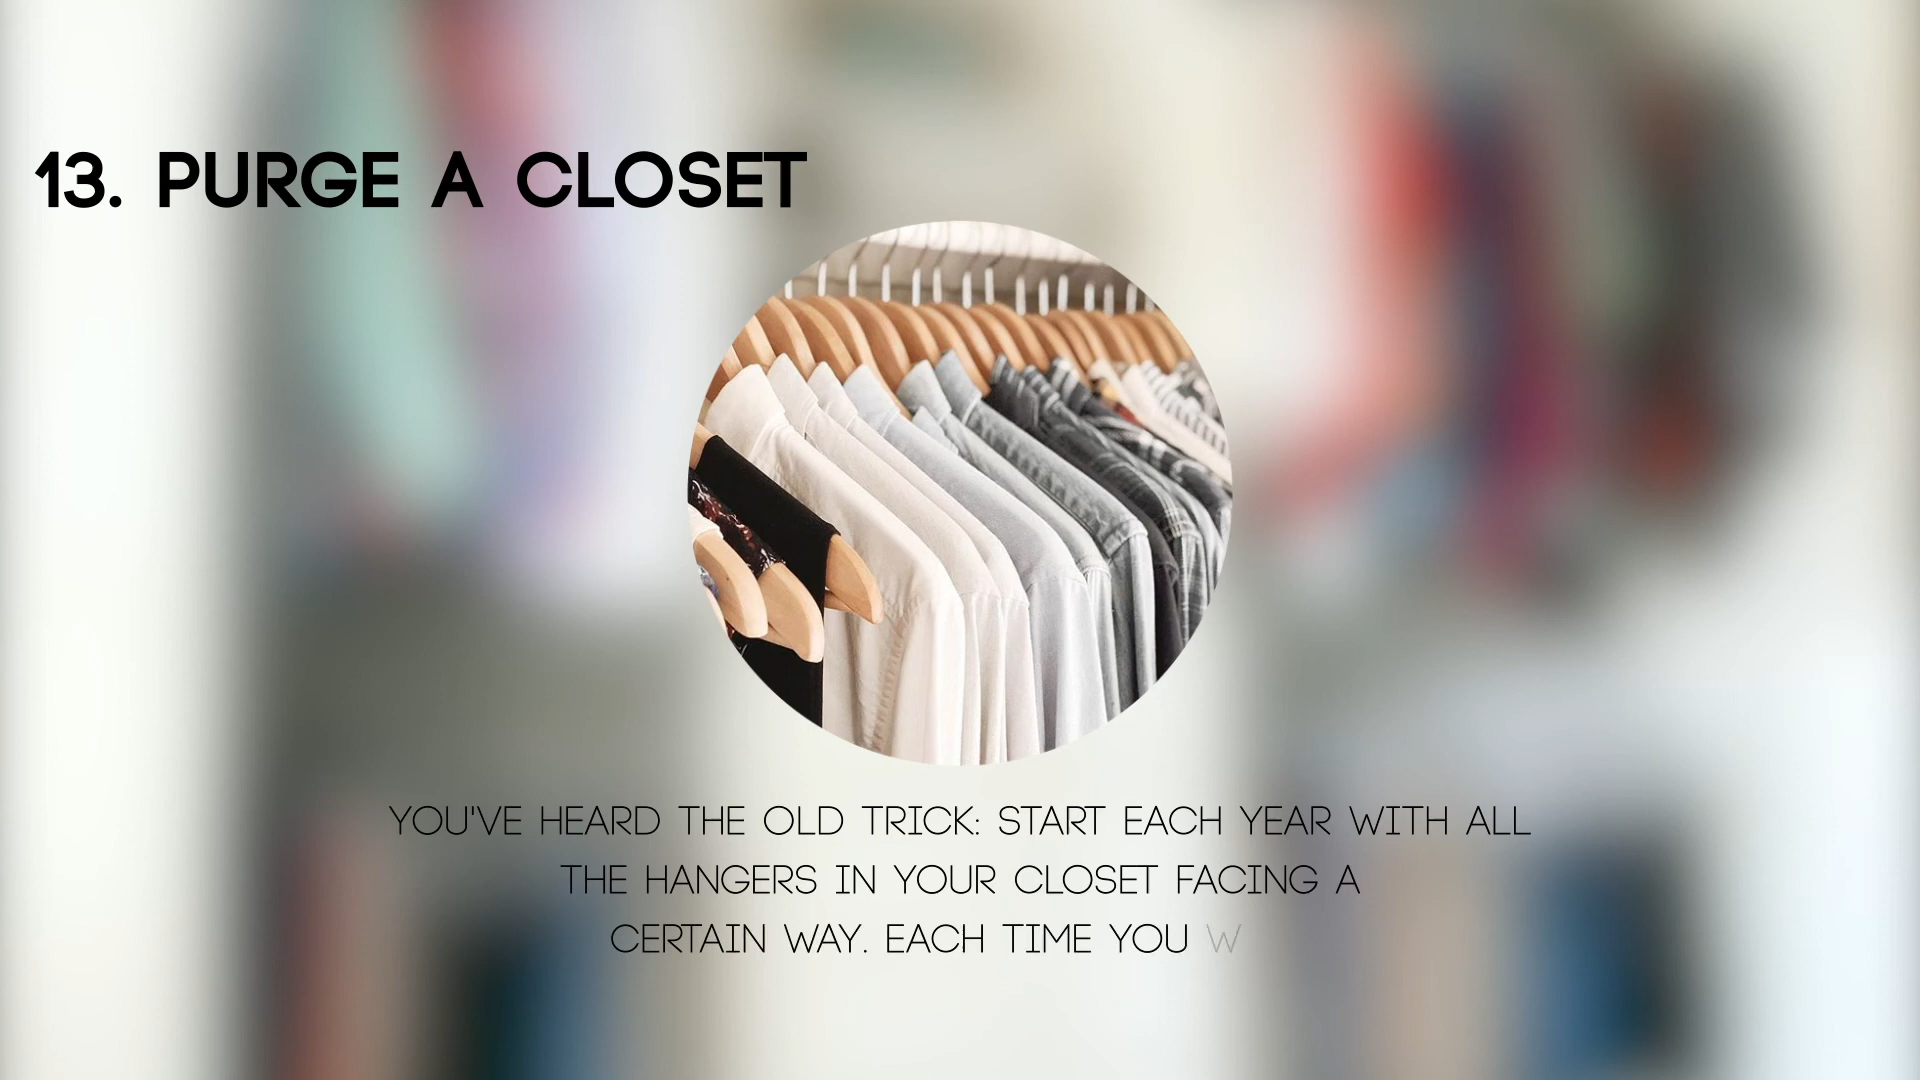 13. PURGE A CLOSET
YOU'VE HEARD THE OLD TRICK: START EACH YEAR WITH ALL
THE HANGERS IN YOUR CLOSET FACING A
CERTAIN WAY. EACH TIME YOU W